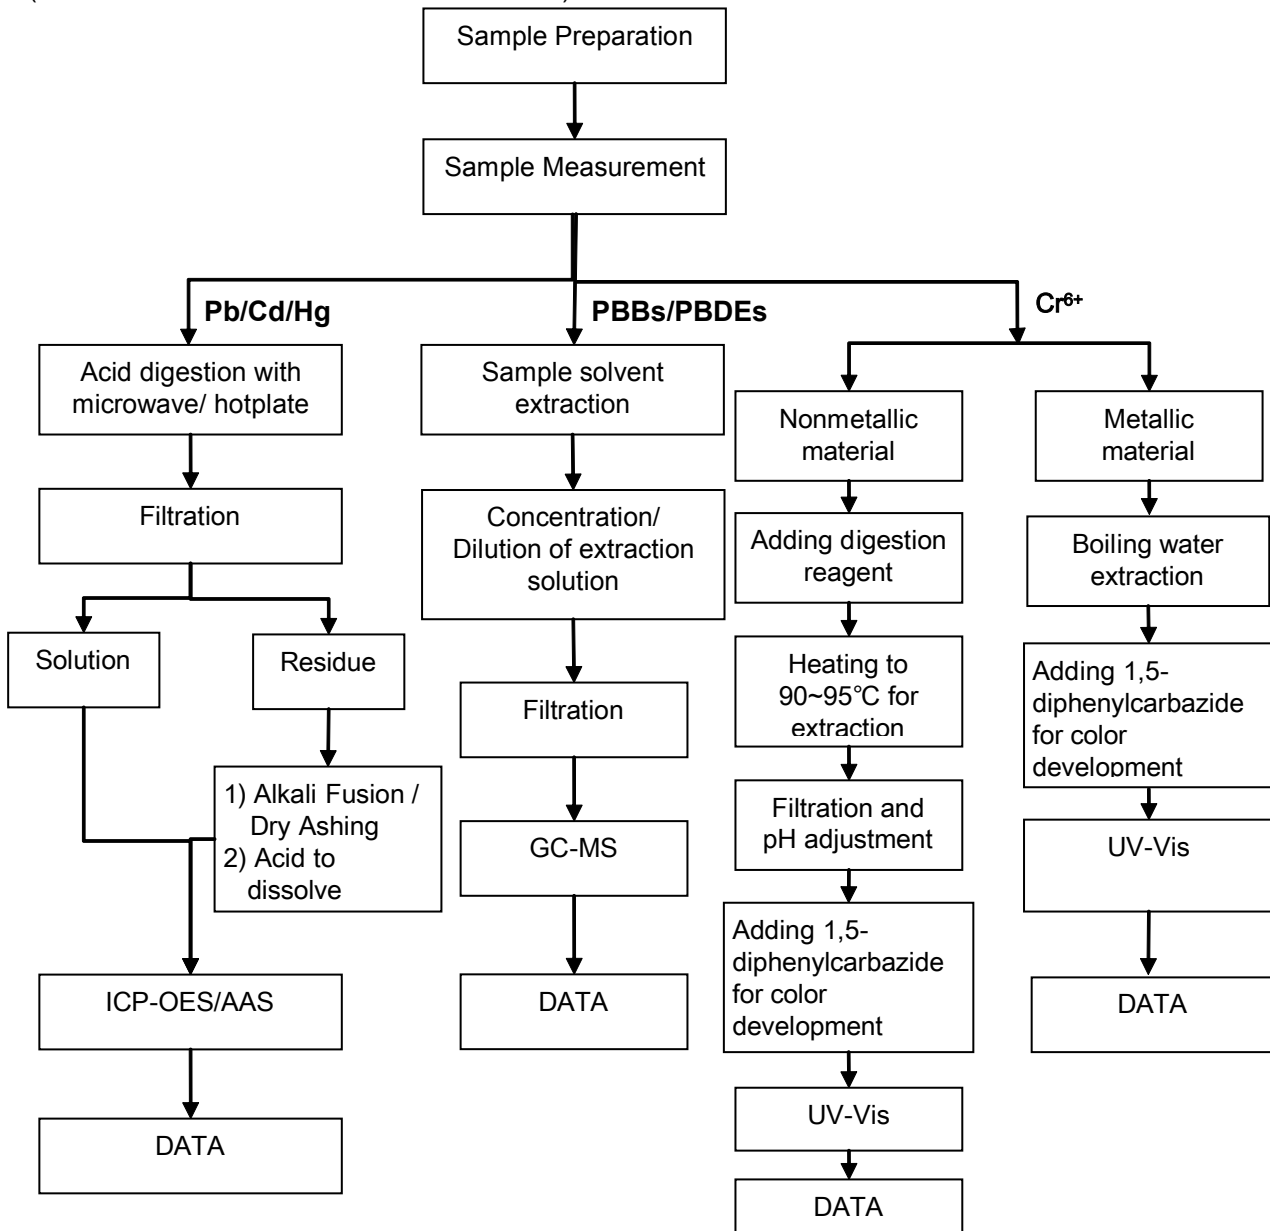 Sample Preparation
Sample Measurement
Pb/Cd/Hg
PBBs/PBDEs
Cr⁶⁺
Acid digestion with
microwave/ hotplate
Filtration
Solution
Residue
1) Alkali Fusion /
Dry Ashing
2) Acid to
dissolve
ICP-OES/AAS
DATA
Sample solvent
extraction
Concentration/
Dilution of extraction
solution
Filtration
GC-MS
DATA
Nonmetallic
material
Adding digestion
reagent
Heating to
90~95℃ for
extraction
Filtration and
pH adjustment
Adding 1,5-
diphenylcarbazide
for color
development
UV-Vis
DATA
Metallic
material
Boiling water
extraction
Adding 1,5-
diphenylcarbazide
for color
development
UV-Vis
DATA